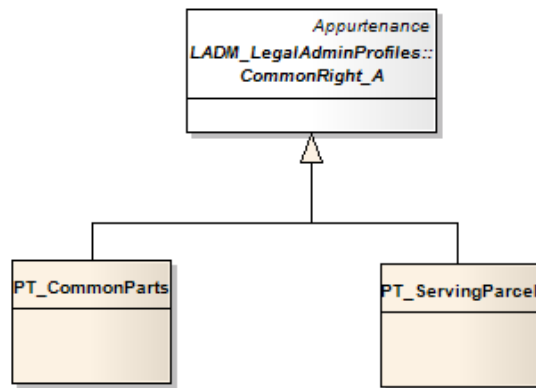 Appurtenance
LADM_LegalAdminProfiles::
CommonRight_A
PT_CommonParts
PT_ServingParcel